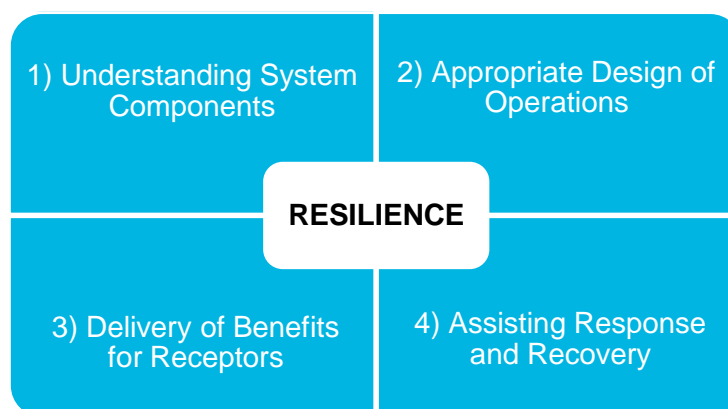 1) Understanding System
Components
2) Appropriate Design of
Operations
RESILIENCE
3) Delivery of Benefits
for Receptors
4) Assisting Response
and Recovery